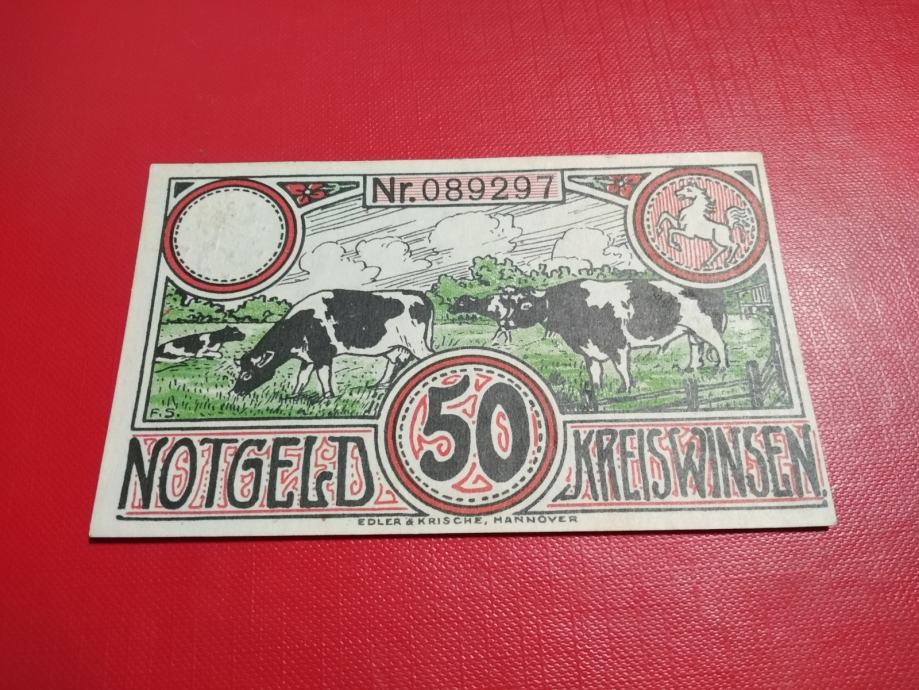 Nr.089297
F.S.
50
NOTGELD KREISWINSEN.
EDLER & KRISCHE, HANNOVER